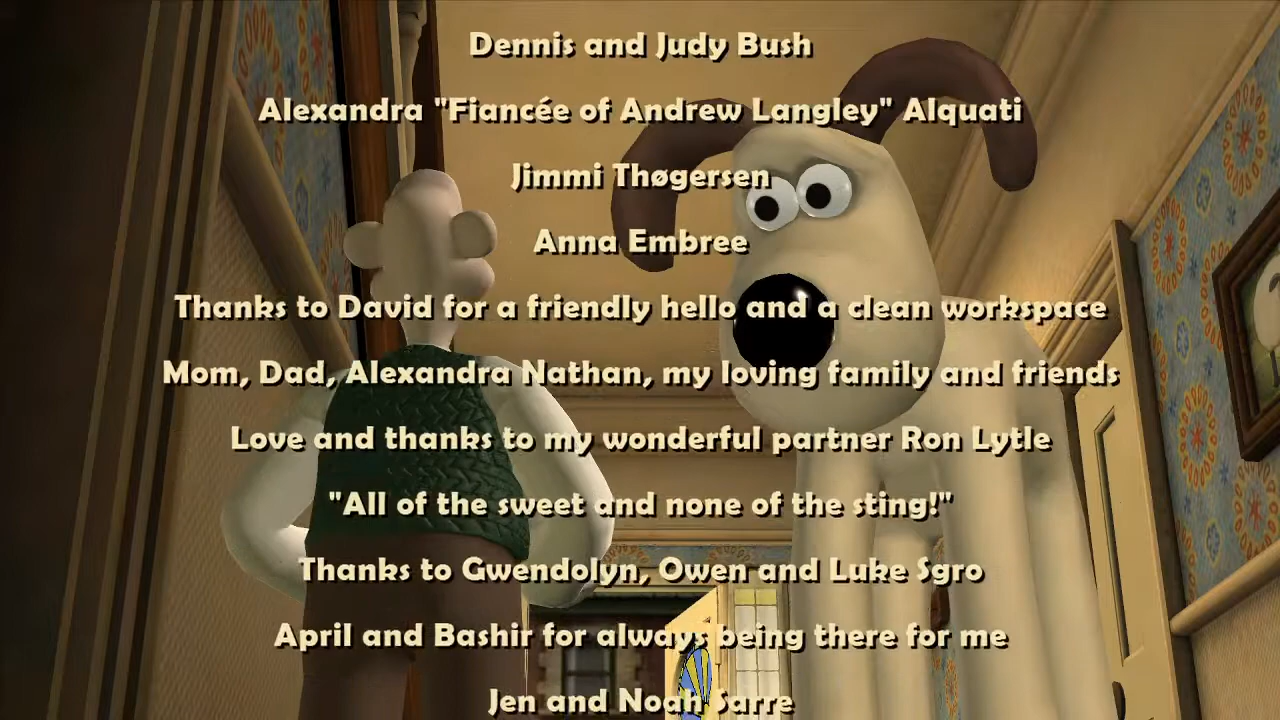 Dennis and Judy Bush
Alexandra "Fiancée of Andrew Langley" Alquati
Jimmi Thøgersen
Anna Embree
Thanks to David for a friendly hello and a clean workspace
Mom, Dad, Alexandra Nathan, my loving family and friends
Love and thanks to my wonderful partner Ron Lytle
"All of the sweet and none of the sting!"
Thanks to Gwendolyn, Owen and Luke Sgro
April and Bashir for always being there for me
Jen and Noah Sarre